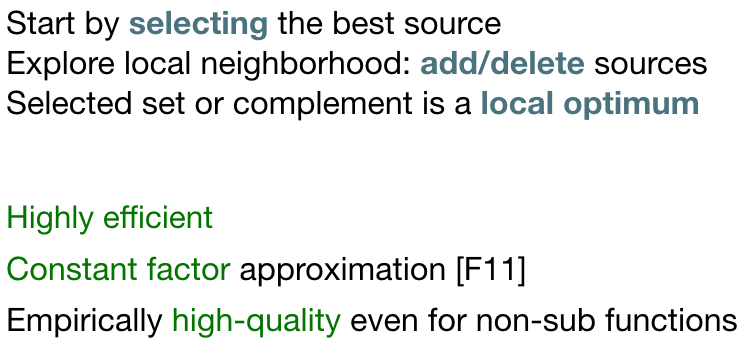 Start by selecting the best source
Explore local neighborhood: add/delete sources
Selected set or complement is a local optimum
Highly efficient
Constant factor approximation [F11]
Empirically high-quality even for non-sub functions